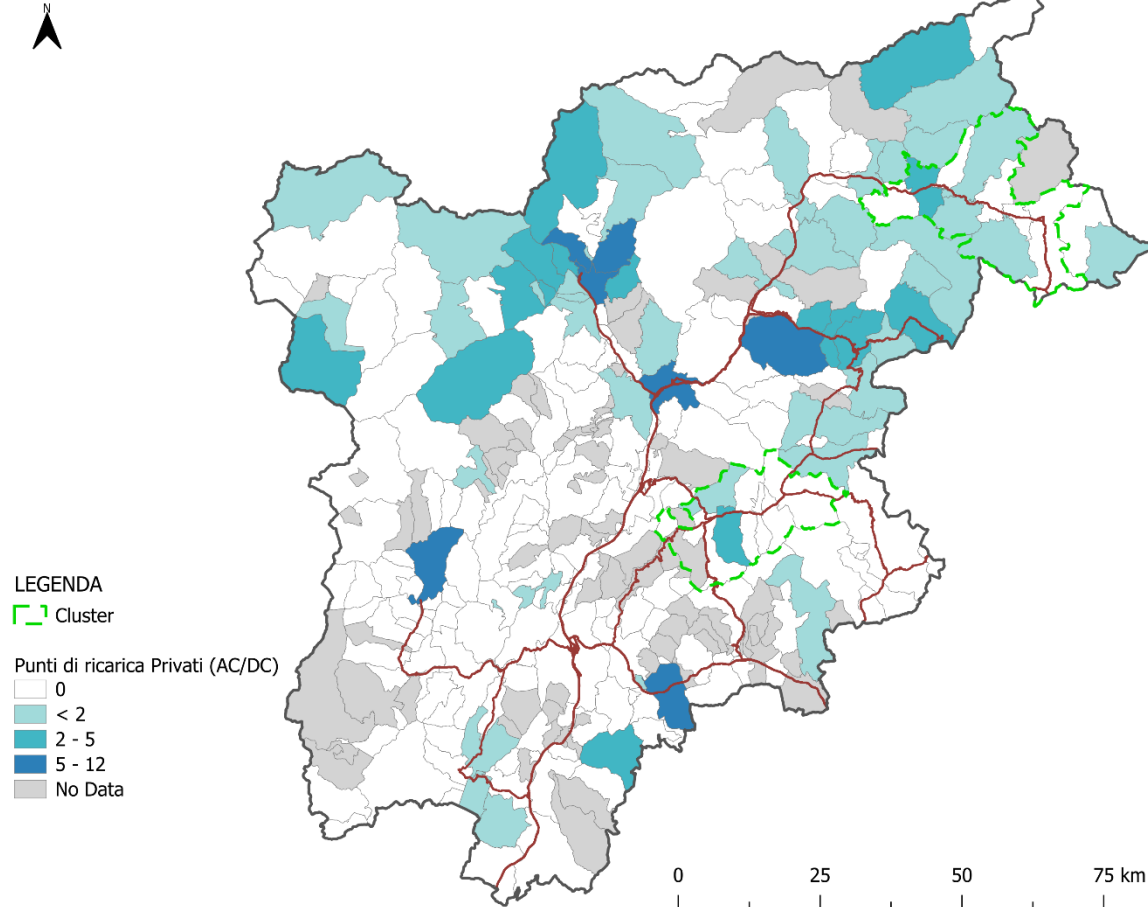 N
LEGENDA
Cluster
Punti di ricarica Privati (AC/DC)
0
< 2
2 - 5
5 - 12
No Data
0 25 50 75 km